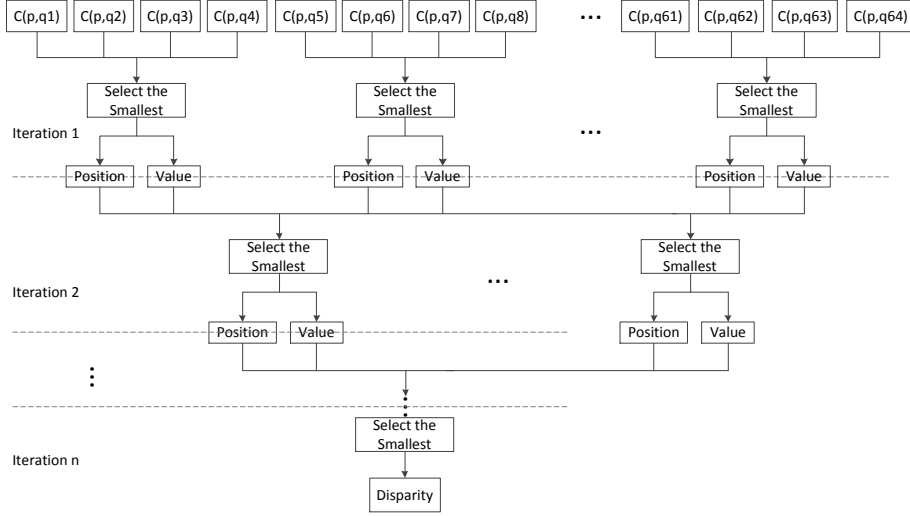 C(p,q1) C(p,q2) C(p,q3) C(p,q4) C(p,q5) C(p,q6) C(p,q7) C(p,q8) ... C(p,q61) C(p,q62) C(p,q63) C(p,q64)
Select the Select the Select the
Smallest Smallest Smallest
Iteration 1 ...
Position Value Position Value Position Value
Select the Select the
Smallest Smallest
Iteration 2 ...
Position Value Position Value
Select the
Smallest
Iteration n
Disparity